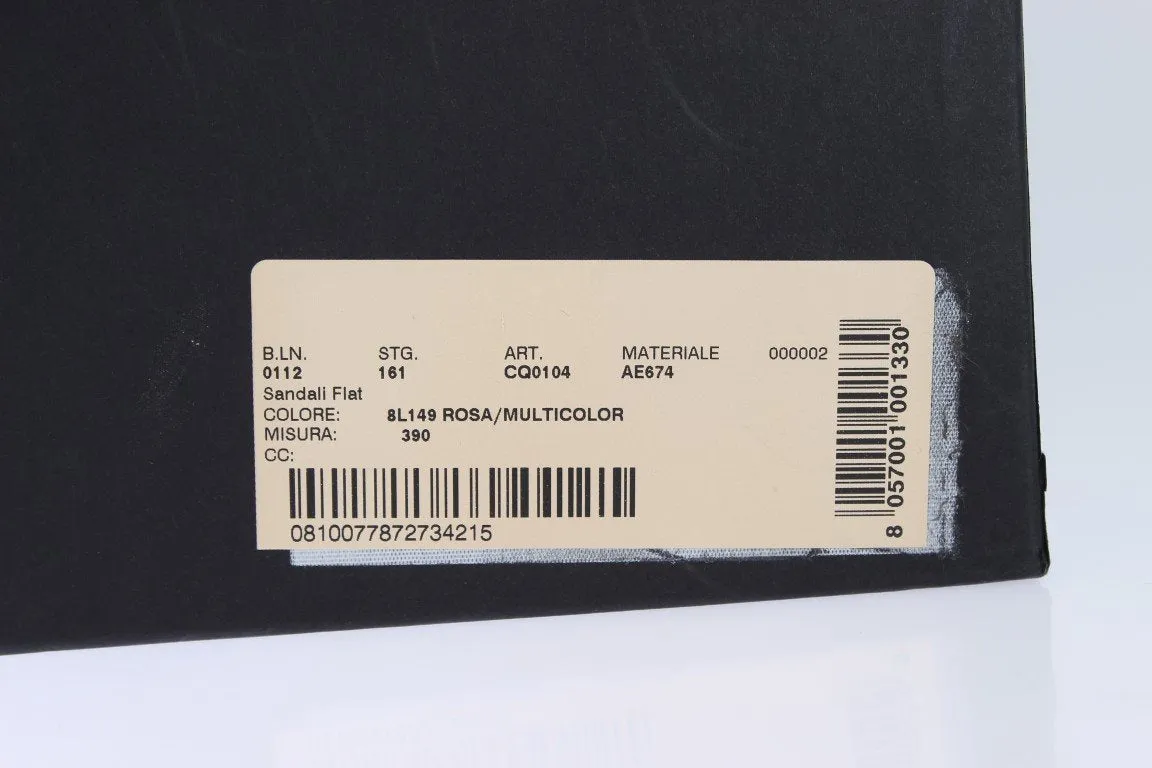 B.LN. STG. ART. MATERIALE 000002
0112 161 CQ0104 AE674
Sandali Flat
COLORE: 8L149 ROSA/MULTICOLOR
MISURA: 390
CC:
0810077872734215
8 057001 001330